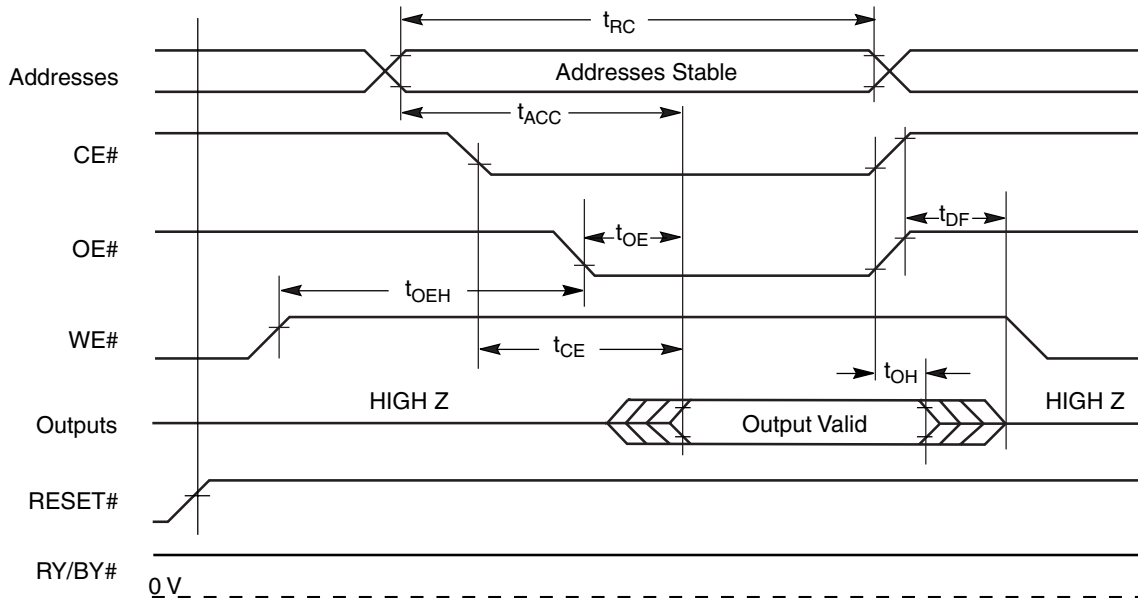 tRC
Addresses
Addresses Stable
tACC
CE#
tDF
OE#
tOE
tOEH
WE#
tCE
tOH
HIGH Z
HIGH Z
Outputs
Output Valid
RESET#
RY/BY#
0 V